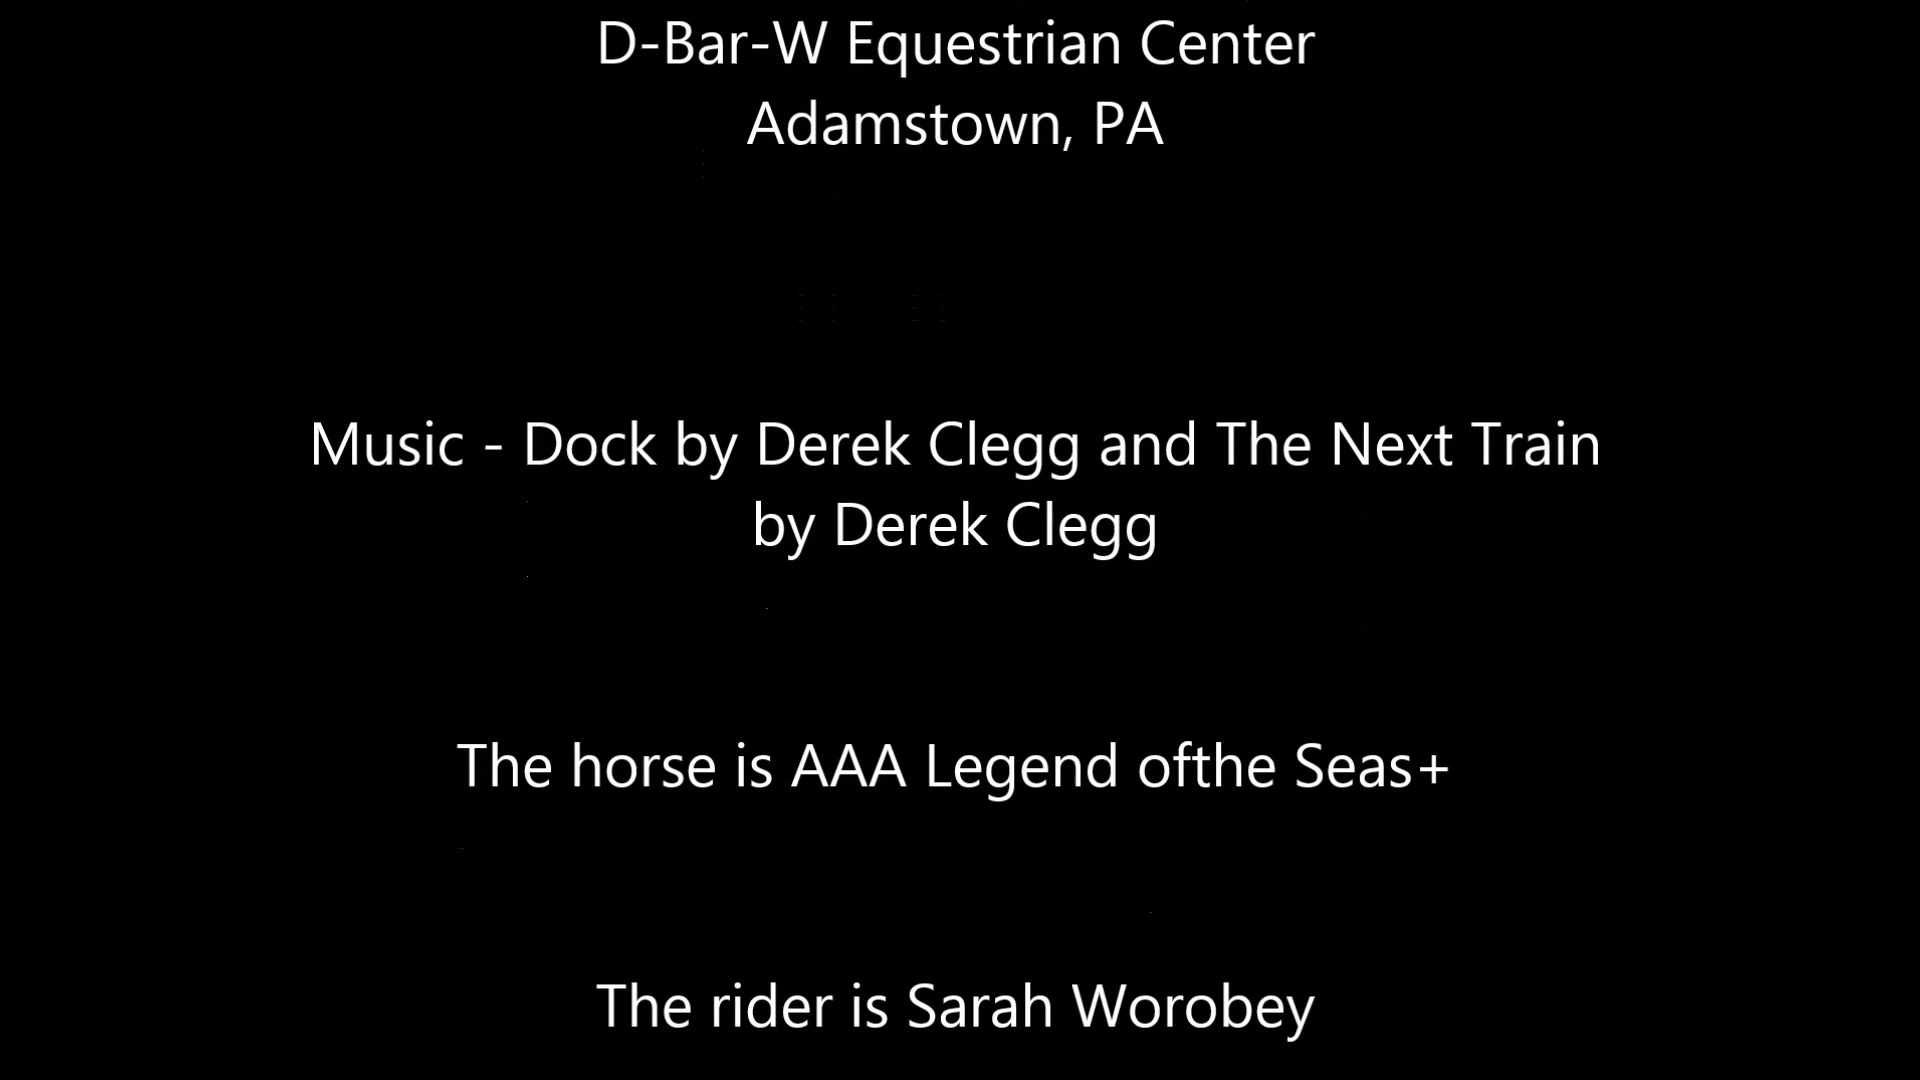 D-Bar-W Equestrian Center
Adamstown, PA
Music - Dock by Derek Clegg and The Next Train
by Derek Clegg
The horse is AAA Legend ofthe Seas+
The rider is Sarah Worobey